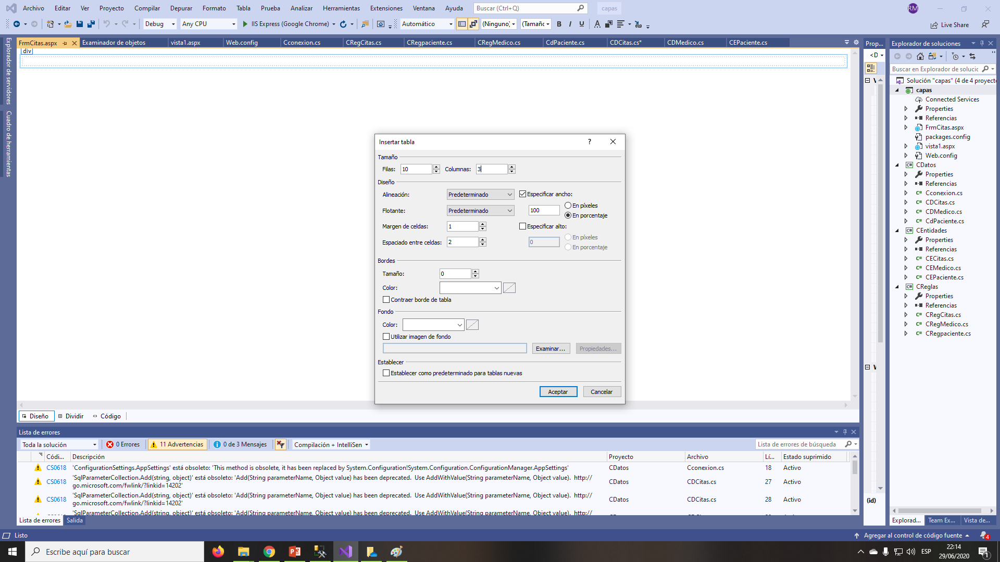 Archivo Editar Ver Proyecto Compilar Depurar Formato Tabla Prueba Analizar Herramientas Extensiones Ventana Ayuda Buscar (Ctrl+Q) capas RM
Debug Any CPU IIS Express (Google Chrome) Automático (Ninguno) (Tamañc B I U A Live Share
FrmCitas.aspx Examinador de objetos vista1.aspx Web.config Cconexion.cs CRegCitas.cs CRegpaciente.cs CRegMedico.cs CdPaciente.cs CDCitas.cs* CDMedico.cs CEPaciente.cs
Explorador de servidores
Cuadro de herramientas
div
Insertar tabla ?
Tamaño
Filas: 10 Columnas: 3
Diseño
Alineación: Predeterminado Especificar ancho:
En píxeles
Flotante: Predeterminado 100
En porcentaje
Margen de celdas: 1 Especificar alto:
En píxeles
Espaciado entre celdas: 2 0
En porcentaje
Bordes
Tamaño: 0
Color:
Contraer borde de tabla
Fondo
Color:
Utilizar imagen de fondo
Examinar... Propiedades...
Establecer
Establecer como predeterminado para tablas nuevas
Aceptar Cancelar
Diseño Dividir Código
Prop...
<D
(id)
Explorador de soluciones
Buscar en Explorador de solucic
Solución "capas" (4 de 4 proyecto
capas
Connected Services
Properties
Referencias
FrmCitas.aspx
packages.config
vista1.aspx
Web.config
CDatos
Properties
Referencias
Cconexion.cs
CDCitas.cs
CDMedico.cs
CdPaciente.cs
CEntidades
Properties
Referencias
CECitas.cs
CEMedico.cs
CEPaciente.cs
CReglas
Properties
Referencias
CRegCitas.cs
CRegMedico.cs
CRegpaciente.cs
Explorad... Team Ex... Vista de...
Lista de errores
Toda la solución 0 Errores 11 Advertencias 0 de 3 Mensajes Compilación + IntelliSen Lista de errores de búsqueda
Códi... Descripción Proyecto Archivo Lí... Estado suprimido
CS0618 'ConfigurationSettings.AppSettings' está obsoleto: 'This method is obsolete, it has been replaced by System.Configuration!System.Configuration.ConfigurationManager.AppSettings' CDatos Cconexion.cs 18 Activo
CS0618 'SqlParameterCollection.Add(string, object)' está obsoleto: 'Add(String parameterName, Object value) has been deprecated. Use AddWithValue(String parameterName, Object value). http://
go.microsoft.com/fwlink/?linkid=14202' CDatos CDCitas.cs 27 Activo
CS0618 'SqlParameterCollection.Add(string, object)' está obsoleto: 'Add(String parameterName, Object value) has been deprecated. Use AddWithValue(String parameterName, Object value). http://
go.microsoft.com/fwlink/?linkid=14202' CDatos CDCitas.cs 28 Activo
'SqlParameterCollection.Add(string, object)' está obsoleto: 'Add(String parameterName, Object value) has been deprecated. Use AddWithValue(String parameterName, Object value). http://
Lista de errores Salida
Listo Agregar al control de código fuente 4
Escribe aquí para buscar ESP 22:14
29/06/2020 1